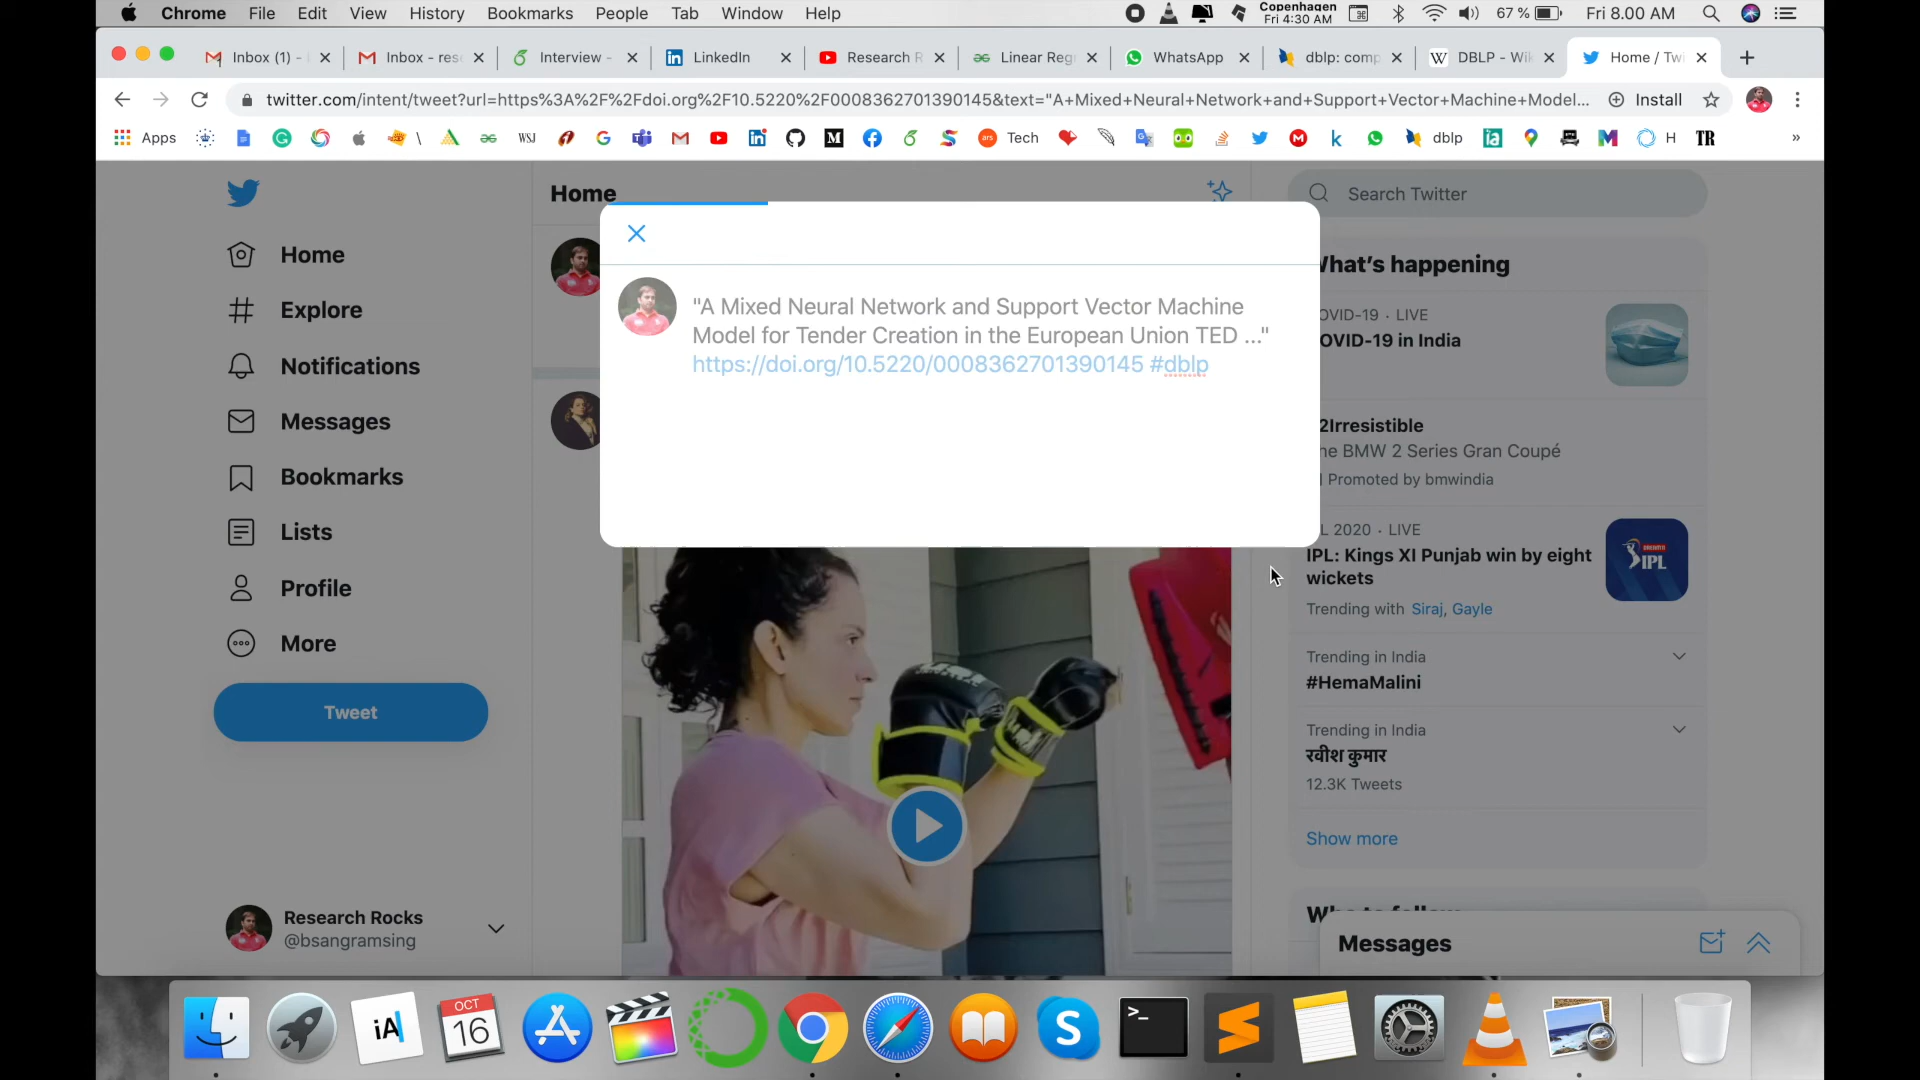 Chrome File Edit View History Bookmarks People Tab Window Help
Copenhagen
Fri 4:30 AM
67 % Fri 8.00 AM
Inbox (1) - Inbox - res Interview - LinkedIn Research R Linear Reg WhatsApp dblp: comp DBLP - Wik Home / Twi
twitter.com/intent/tweet?url=https%3A%2F%2Fdoi.org%2F10.5220%2F0008362701390145&text="A+Mixed+Neural+Network+and+Support+Vector+Machine+Model... Install
Apps \ WSJ ars Tech k dblp ia H TR »
Home
Search Twitter
Home
Explore
Notifications
Messages
Bookmarks
Lists
Profile
More
Tweet
Research Rocks
@bsangramsing
"A Mixed Neural Network and Support Vector Machine
Model for Tender Creation in the European Union TED ..."
https://doi.org/10.5220/0008362701390145 #dblp
hat's happening
OVID-19 · LIVE
OVID-19 in India
2Irresistible
he BMW 2 Series Gran Coupé
Promoted by bmwindia
L 2020 · LIVE
IPL: Kings XI Punjab win by eight
wickets
Trending with Siraj, Gayle
IPL
Trending in India
#HemaMalini
Trending in India
रवीश कुमार
12.3K Tweets
Show more
Messages
iA
OCT
16
S
>_